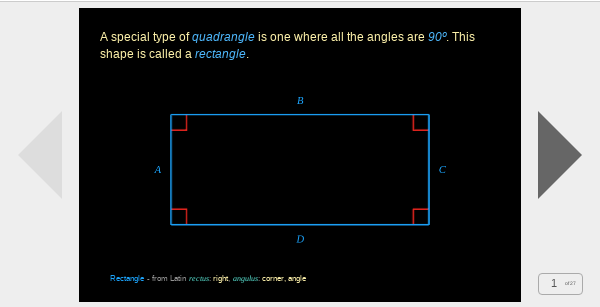 A special type of quadrangle is one where all the angles are 90º. This
shape is called a rectangle.
B
A
C
D
Rectangle - from Latin rectus: right, angulus: corner, angle
1 of 27